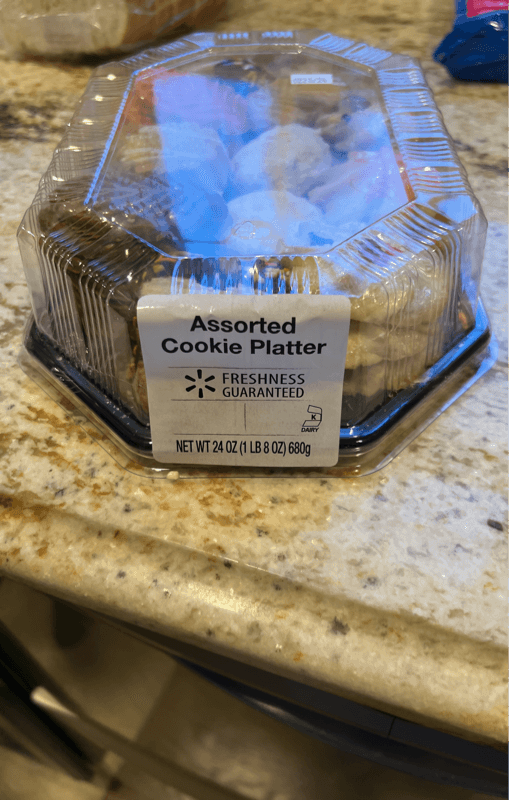 Assorted
Cookie Platter
FRESHNESS
GUARANTEED
K
DAIRY
NET WT 24 OZ (1 LB 8 OZ) 680g